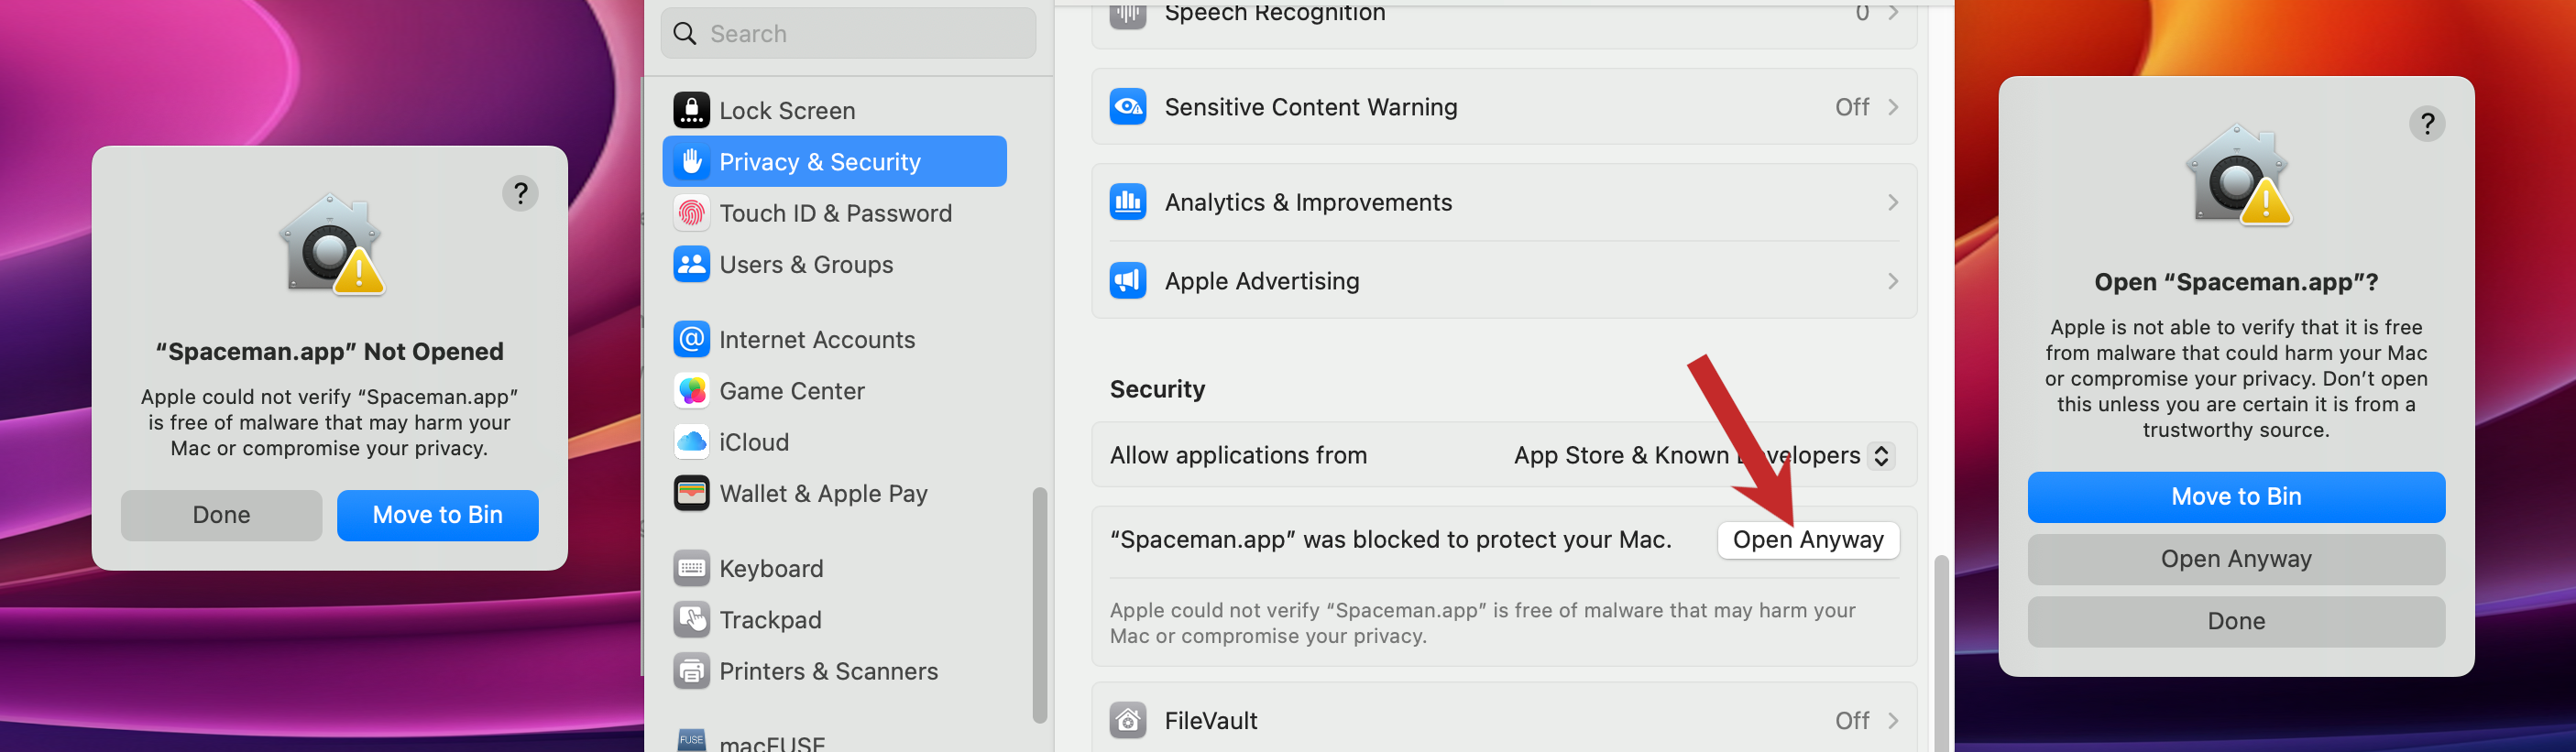 ?
“Spaceman.app” Not Opened
Apple could not verify “Spaceman.app”
is free of malware that may harm your
Mac or compromise your privacy.
Done
Move to Bin
Search
Lock Screen
Privacy & Security
Touch ID & Password
Users & Groups
Internet Accounts
Game Center
iCloud
Wallet & Apple Pay
Keyboard
Trackpad
Printers & Scanners
FUSE
macFUSE
Speech Recognition 0
Sensitive Content Warning Off
Analytics & Improvements
Apple Advertising
Security
Allow applications from App Store & Known Developers
“Spaceman.app” was blocked to protect your Mac. Open Anyway
Apple could not verify “Spaceman.app” is free of malware that may harm your
Mac or compromise your privacy.
FileVault Off
?
Open “Spaceman.app”?
Apple is not able to verify that it is free
from malware that could harm your Mac
or compromise your privacy. Don’t open
this unless you are certain it is from a
trustworthy source.
Move to Bin
Open Anyway
Done